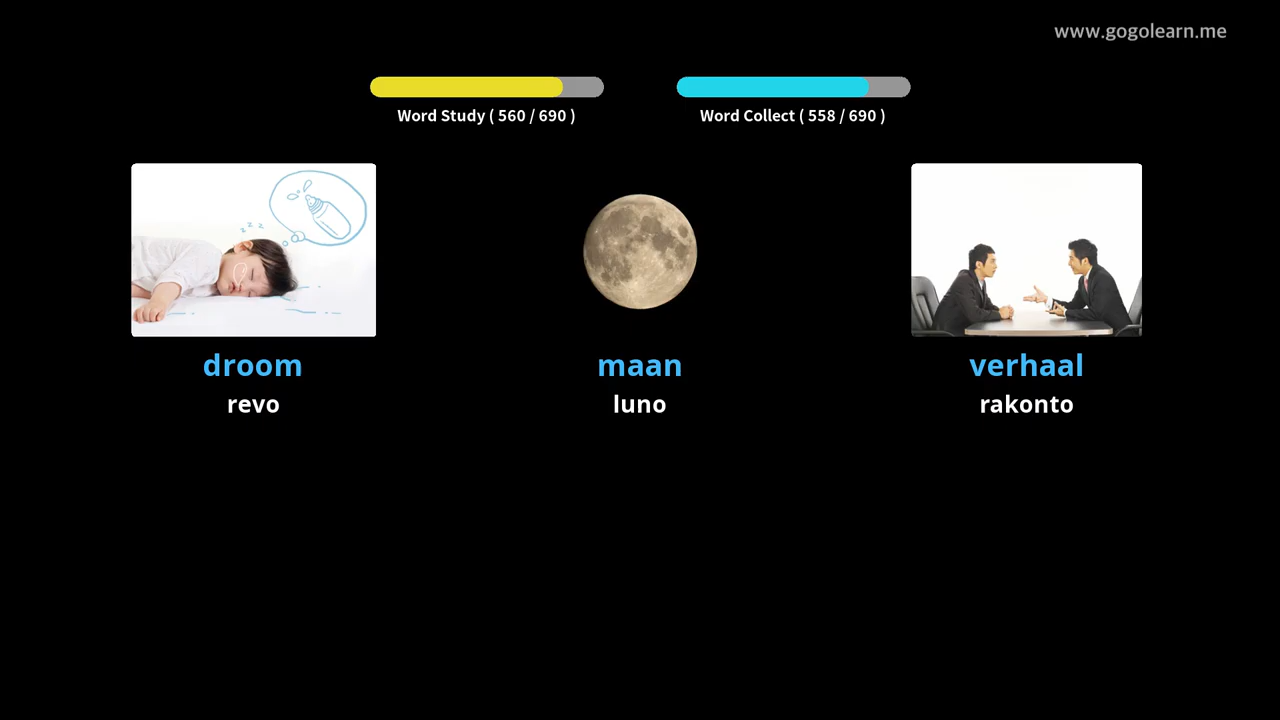 www.gogolearn.me
Word Study ( 560 / 690 )
Word Collect ( 558 / 690 )
droom
maan
verhaal
revo
luno
rakonto